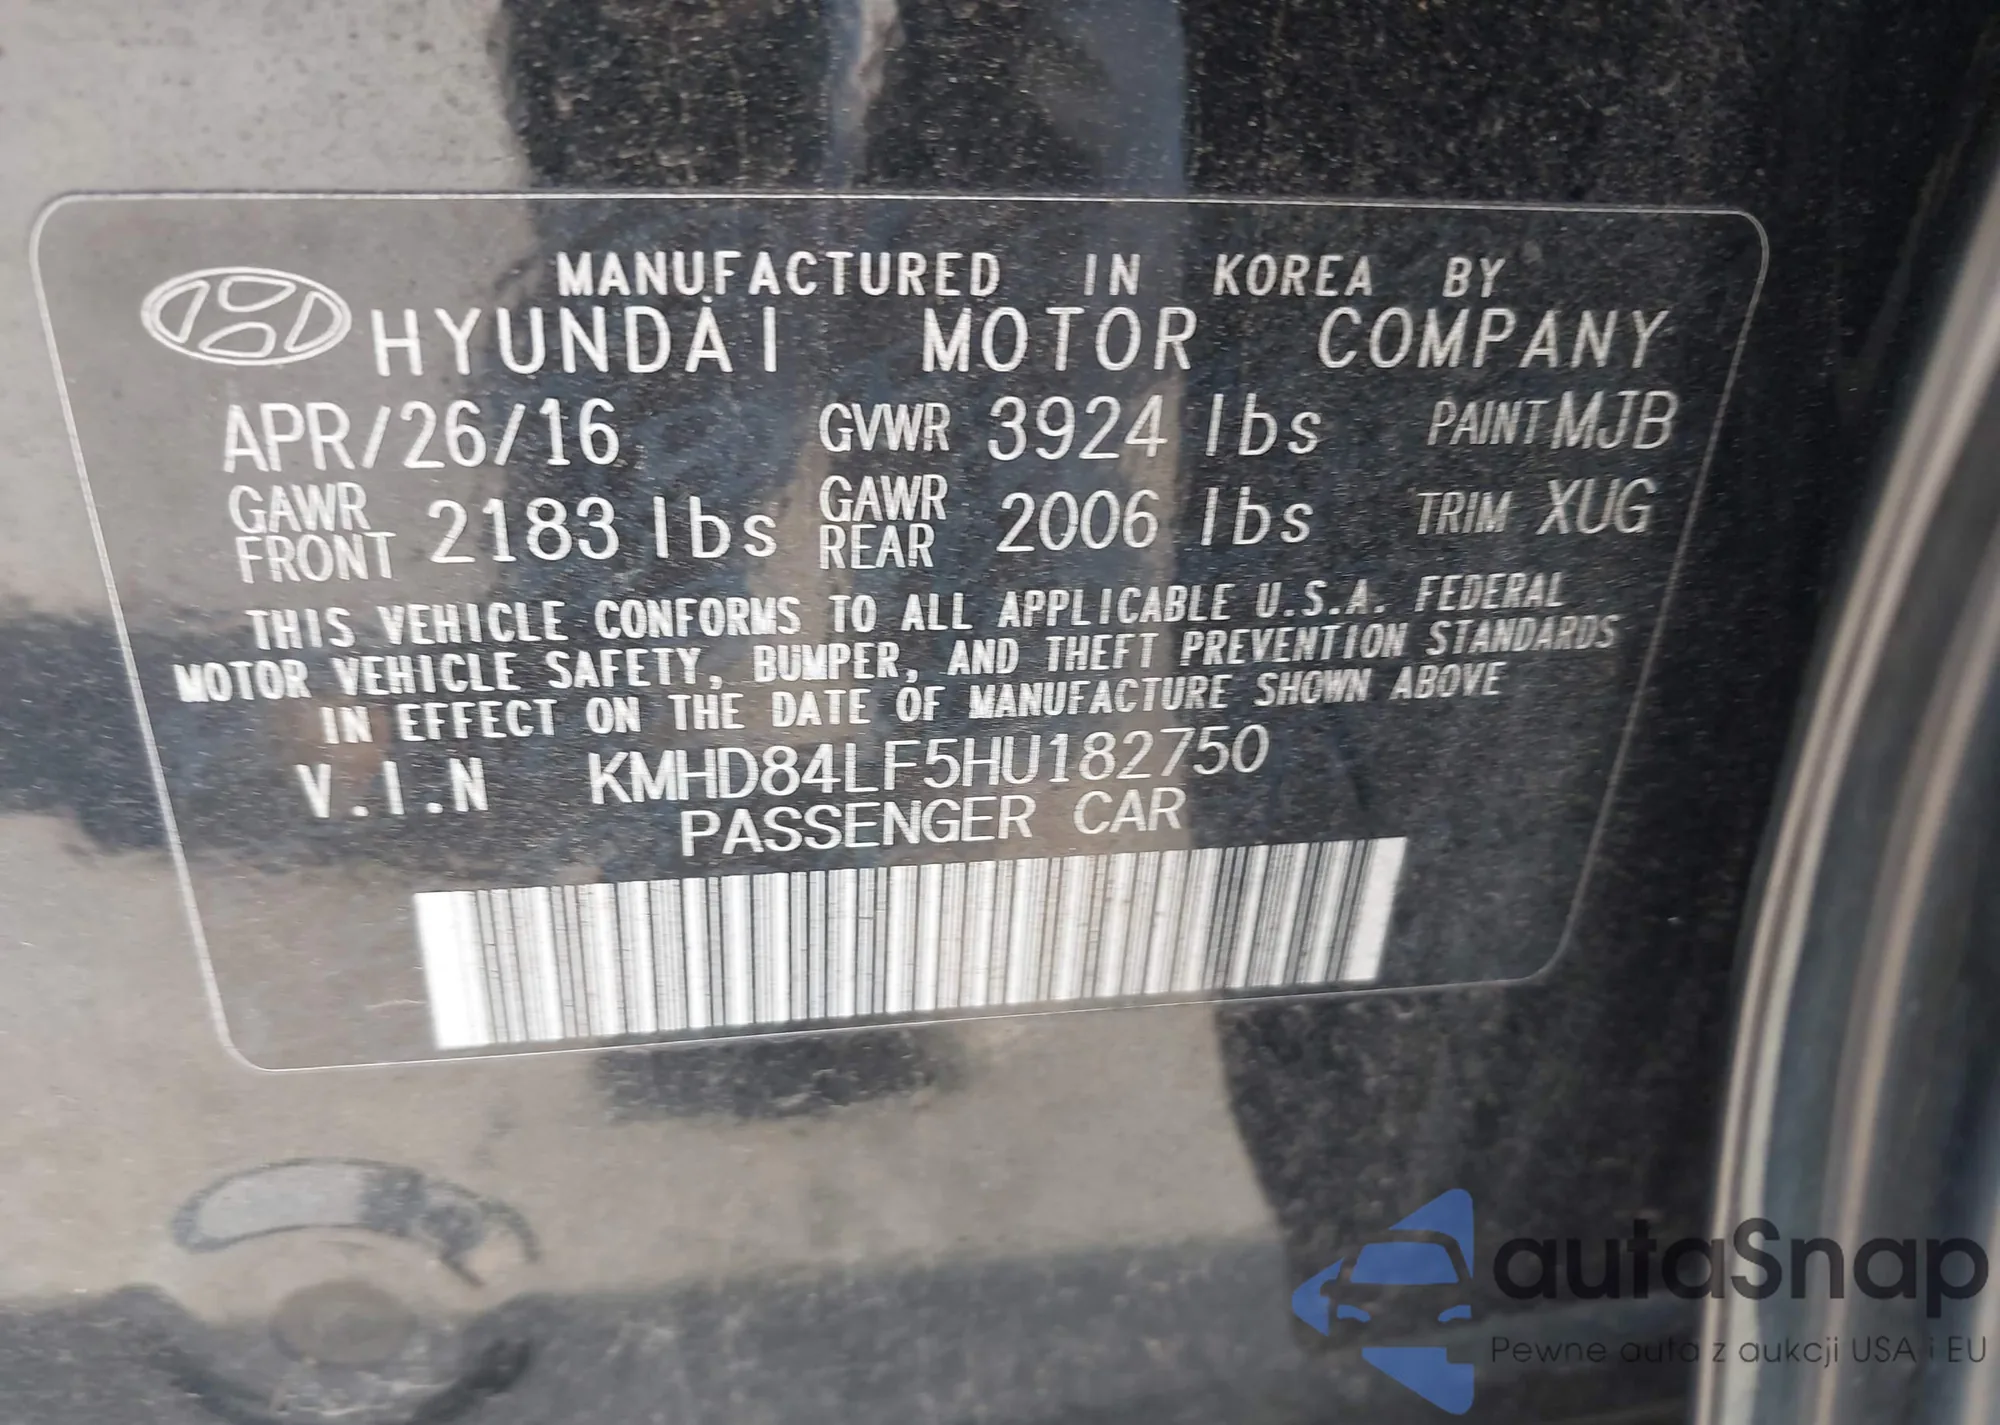 MANUFACTURED IN KOREA BY
HYUNDAI MOTOR COMPANY
APR/26/16 GVWR 3924 lbs PAINT MJB
GAWR FRONT 2183 lbs GAWR REAR 2006 lbs TRIM XUG
THIS VEHICLE CONFORMS TO ALL APPLICABLE U.S.A. FEDERAL
MOTOR VEHICLE SAFETY, BUMPER, AND THEFT PREVENTION STANDARDS
IN EFFECT ON THE DATE OF MANUFACTURE SHOWN ABOVE
V.I.N KMHD84LF5HU182750
PASSENGER CAR
autaSnap
Pewne auta z aukcji USA i EU